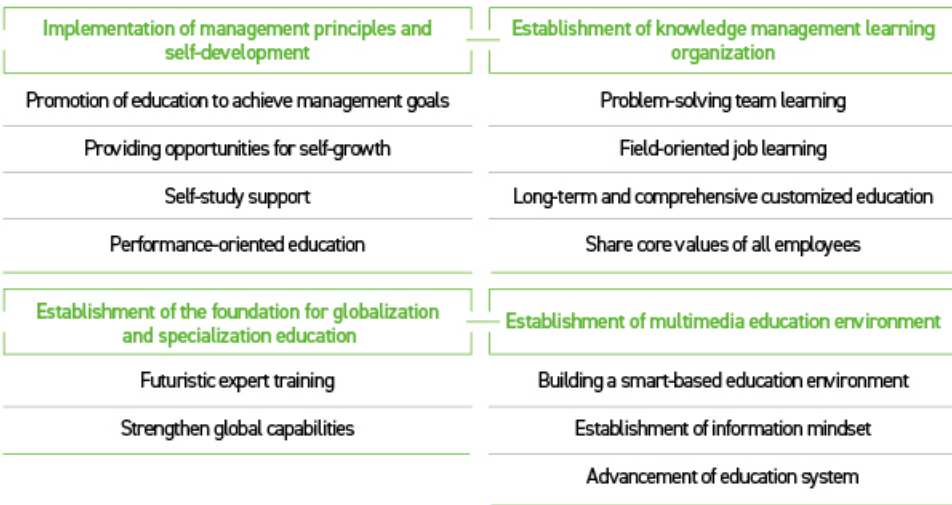 Implementation of management principles and
self-development
Promotion of education to achieve management goals
Providing opportunities for self-growth
Self-study support
Performance-oriented education
Establishment of knowledge management learning
organization
Problem-solving team learning
Field-oriented job learning
Long-term and comprehensive customized education
Share core values of all employees
Establishment of the foundation for globalization
and specialization education
Futuristic expert training
Strengthen global capabilities
Establishment of multimedia education environment
Building a smart-based education environment
Establishment of information mindset
Advancement of education system